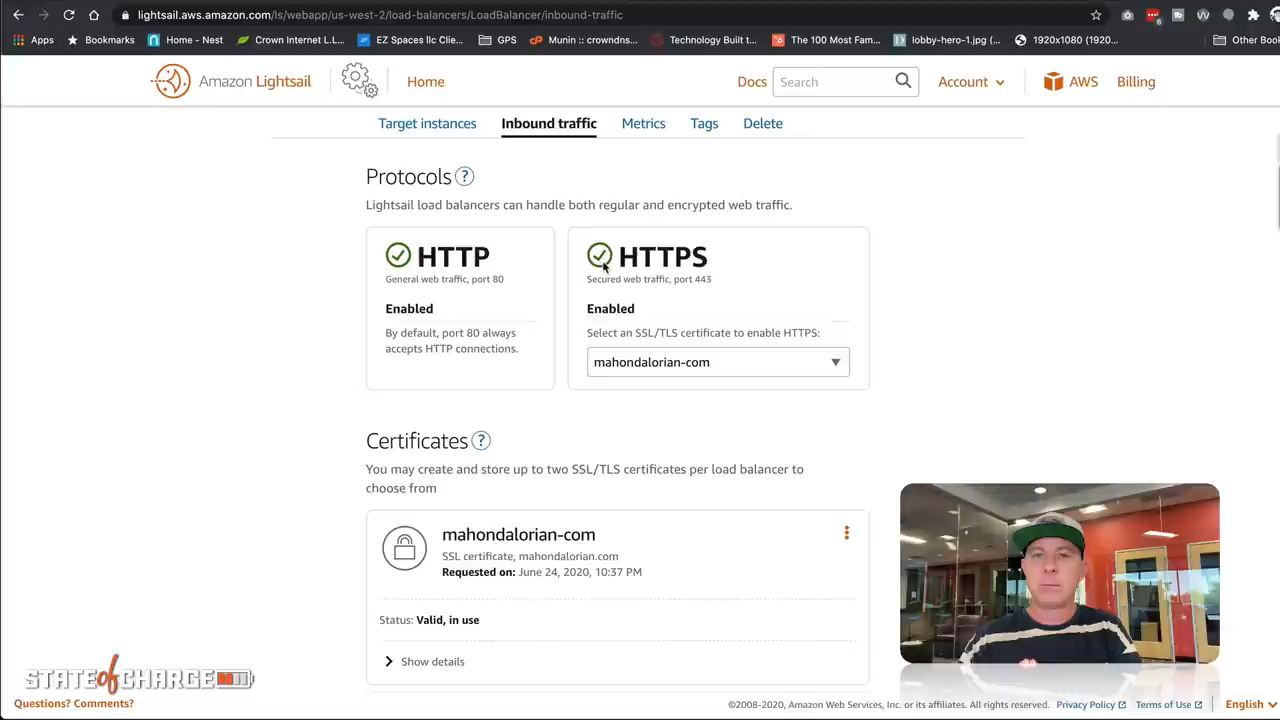 lightsail.aws.amazon.com/ls/webapp/us-west-2/load-balancers/LoadBalancer/inbound-traffic
Apps Bookmarks Home - Nest Crown Internet L.L... EZ Spaces llc Clie... GPS Munin :: crowndns... Technology Built t... The 100 Most Fam... lobby-hero-1.jpg (... 1920x1080 (1920... Other Boo
Amazon Lightsail Home Docs Search Account AWS Billing
Target instances Inbound traffic Metrics Tags Delete
Protocols ?
Lightsail load balancers can handle both regular and encrypted web traffic.
HTTP
General web traffic, port 80
Enabled
By default, port 80 always
accepts HTTP connections.
HTTPS
Secured web traffic, port 443
Enabled
Select an SSL/TLS certificate to enable HTTPS:
mahondalorian-com
Certificates ?
You may create and store up to two SSL/TLS certificates per load balancer to
choose from
mahondalorian-com
SSL certificate, mahondalorian.com
Requested on: June 24, 2020, 10:37 PM
Status: Valid, in use
Show details
STATE of CHARGE
Questions? Comments?
©2008-2020, Amazon Web Services, Inc. or its affiliates. All rights reserved. Privacy Policy Terms of Use English